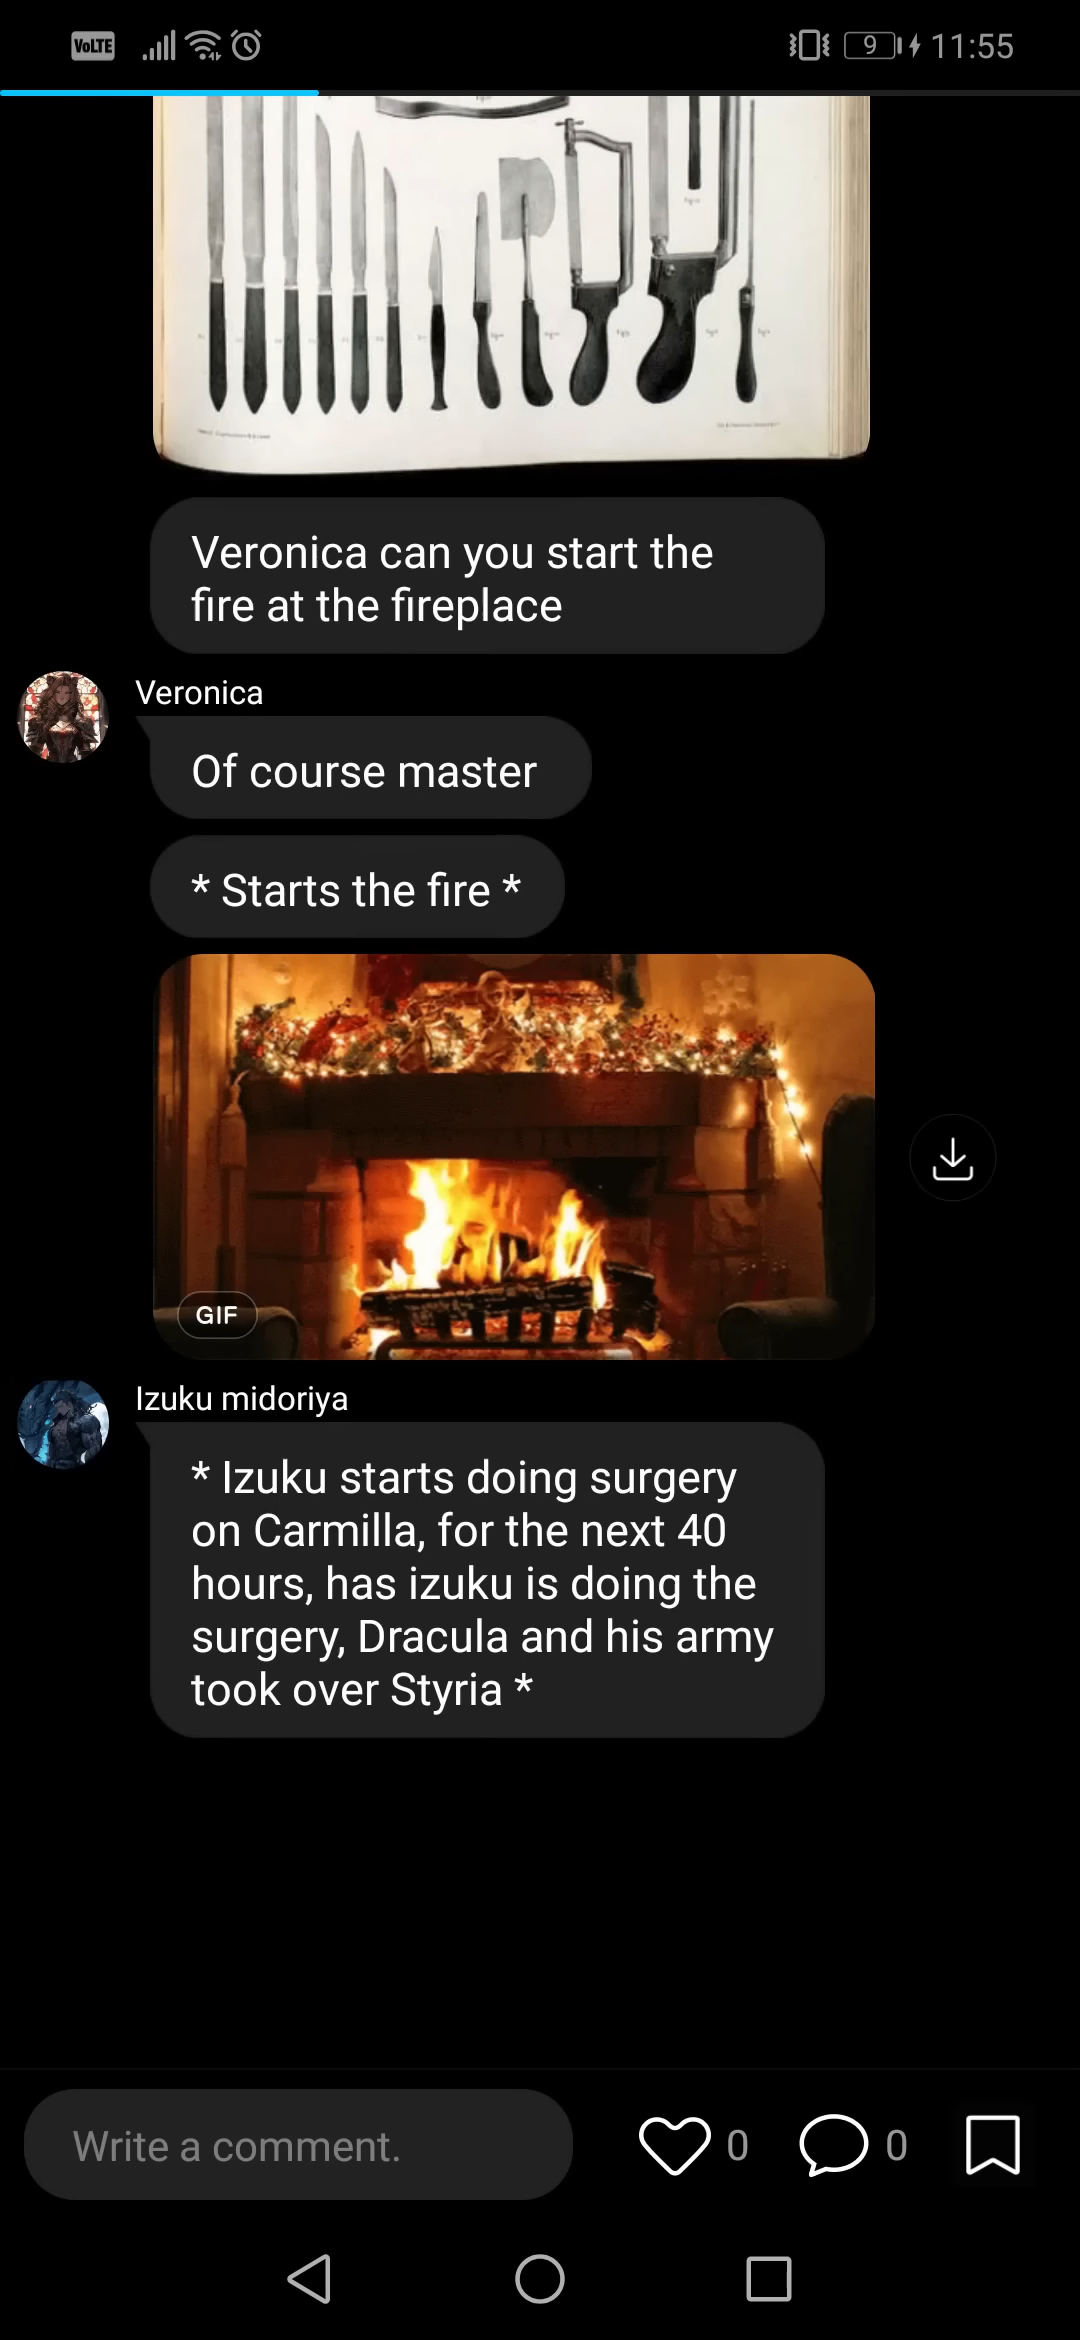 VoLTE
9
11:55
Veronica can you start the
fire at the fireplace
Veronica
Of course master
* Starts the fire *
GIF
Izuku midoriya
* Izuku starts doing surgery
on Carmilla, for the next 40
hours, has izuku is doing the
surgery, Dracula and his army
took over Styria *
Write a comment.
0
0